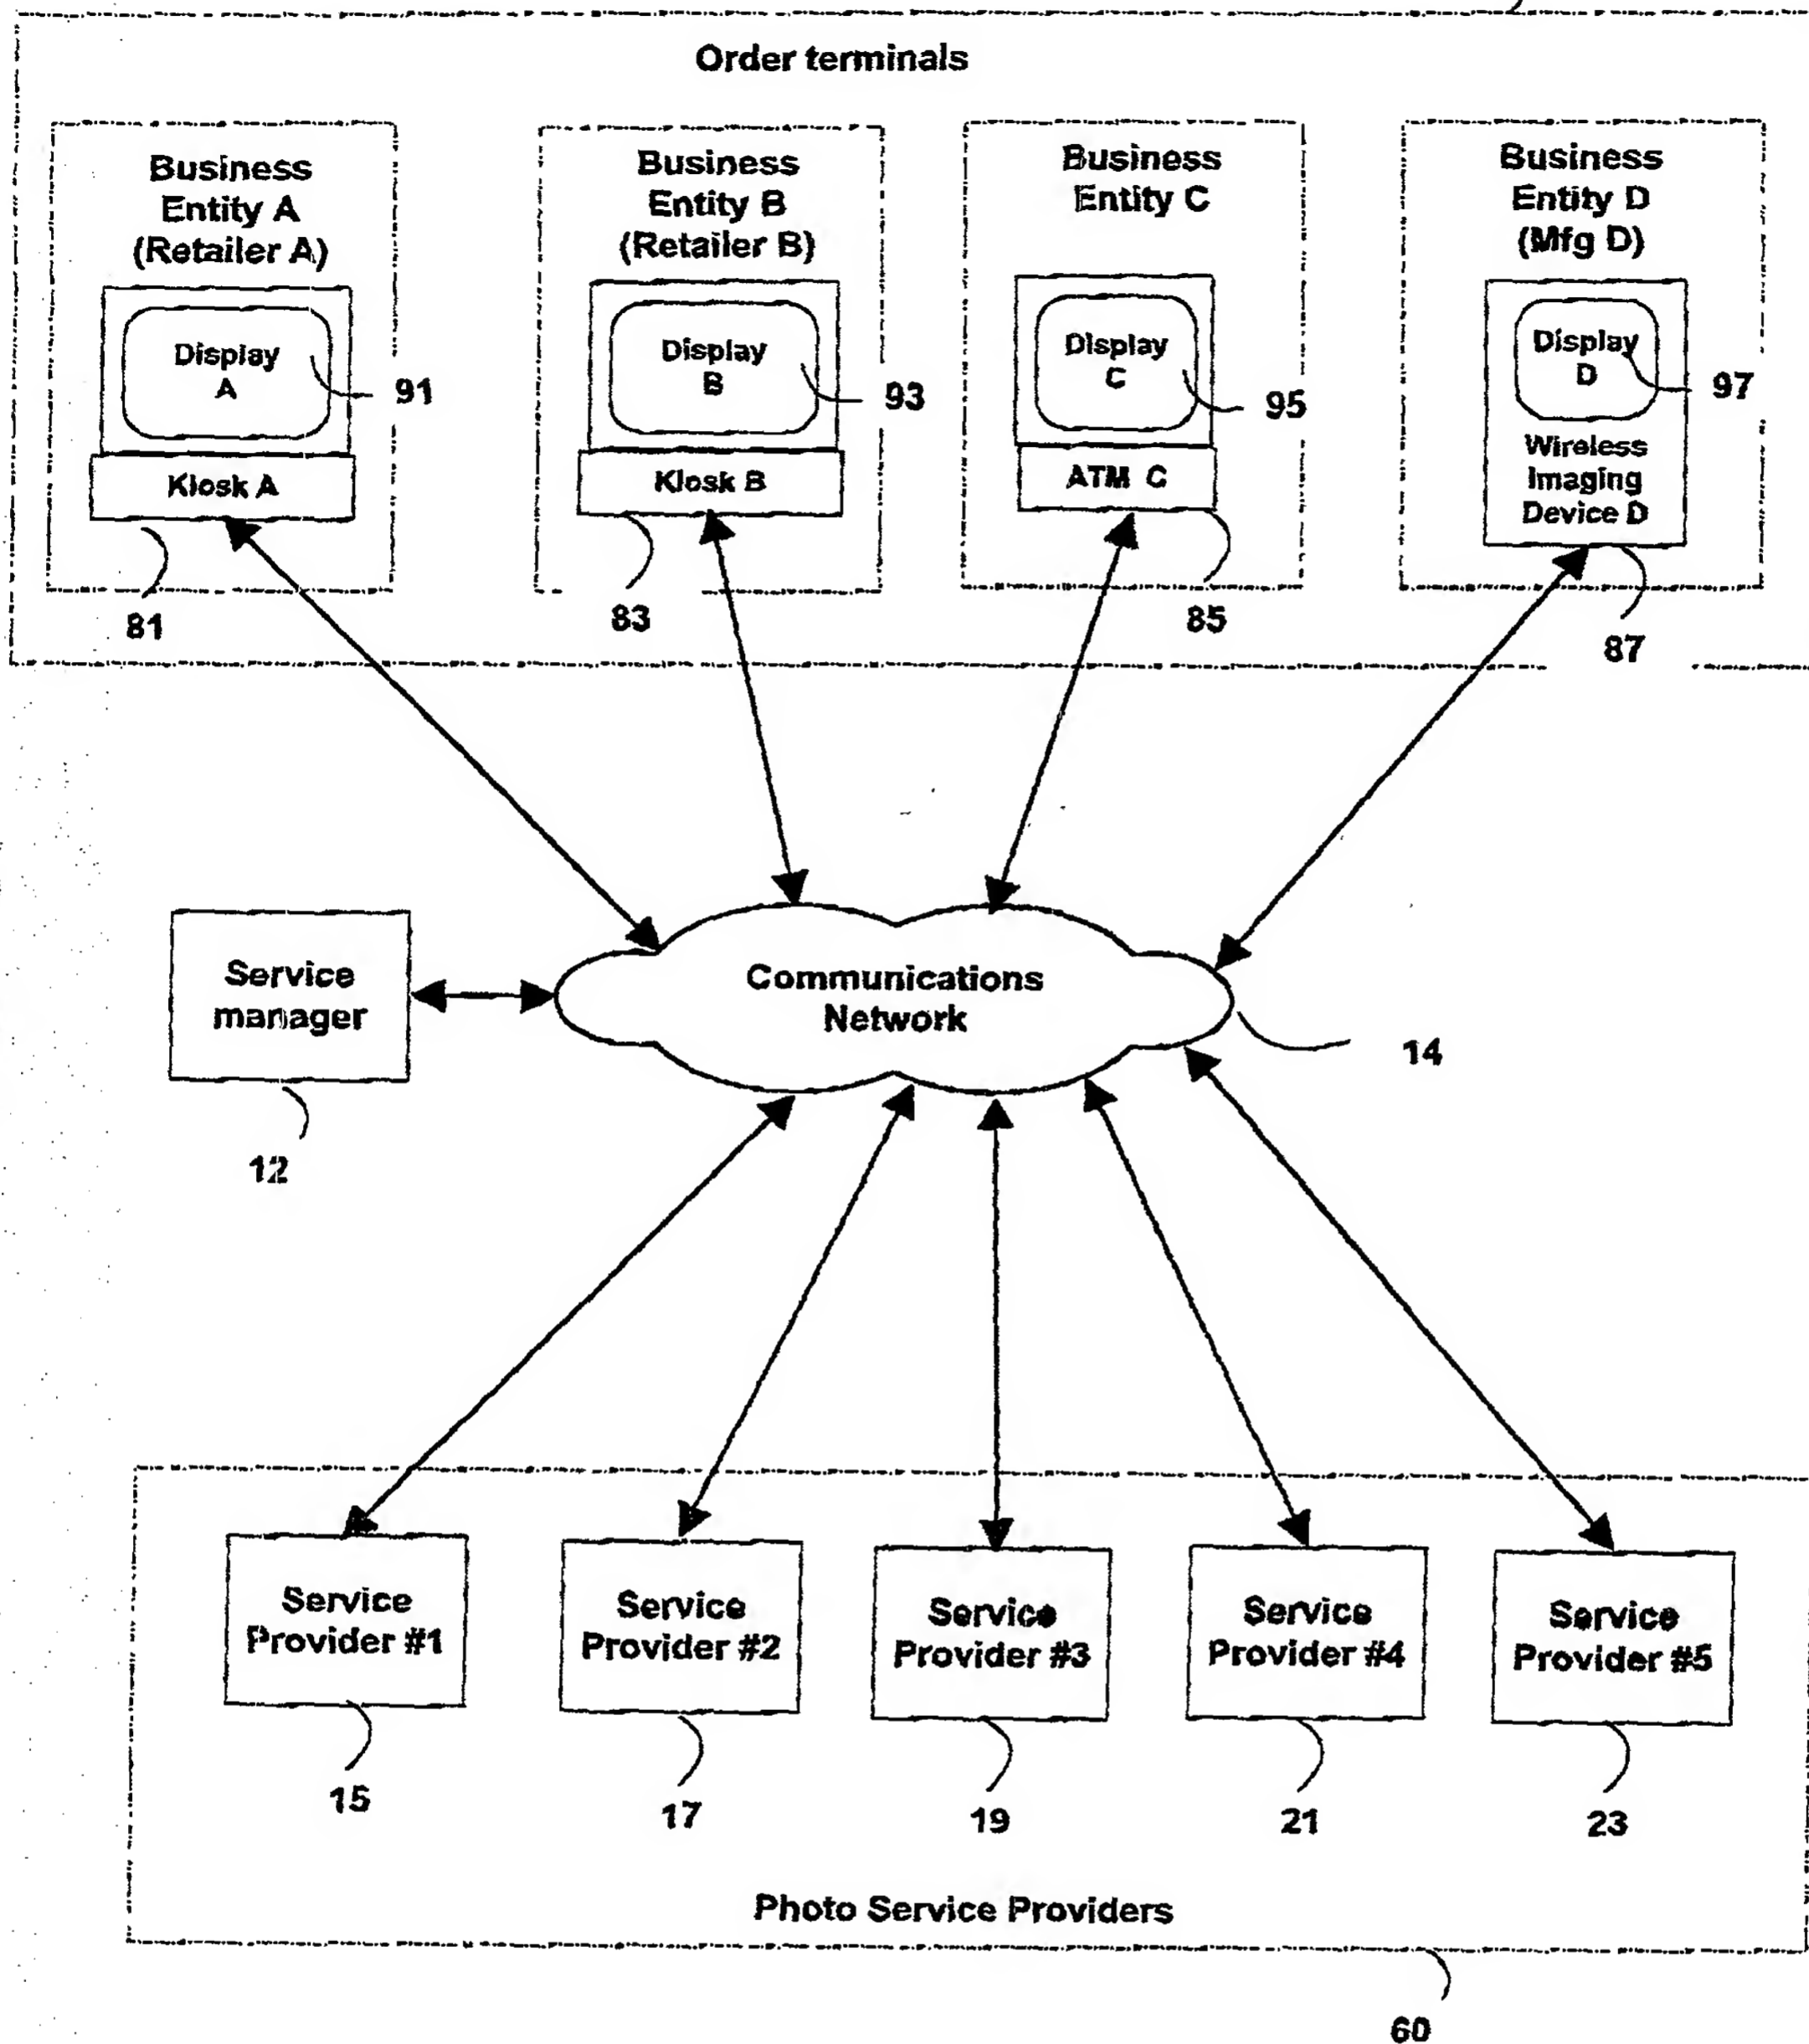 Order terminals
Business
Entity A
(Retailer A)
Display
A
91
Kiosk A
81
Business
Entity B
(Retailer B)
Display
B
93
Kiosk B
83
Business
Entity C
Display
C
95
ATM C
85
Business
Entity D
(Mfg D)
Display
D
97
Wireless
Imaging
Device D
87
Service
manager
12
Communications
Network
14
Service
Provider #1
15
Service
Provider #2
17
Service
Provider #3
19
Service
Provider #4
21
Service
Provider #5
23
Photo Service Providers
60